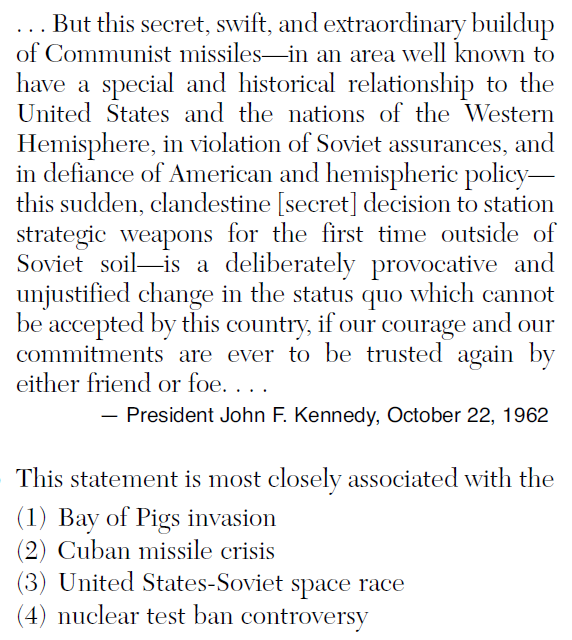 . . . But this secret, swift, and extraordinary buildup
of Communist missiles—in an area well known to
have a special and historical relationship to the
United States and the nations of the Western
Hemisphere, in violation of Soviet assurances, and
in defiance of American and hemispheric policy—
this sudden, clandestine [secret] decision to station
strategic weapons for the first time outside of
Soviet soil—is a deliberately provocative and
unjustified change in the status quo which cannot
be accepted by this country, if our courage and our
commitments are ever to be trusted again by
either friend or foe. . . .
— President John F. Kennedy, October 22, 1962
This statement is most closely associated with the
(1) Bay of Pigs invasion
(2) Cuban missile crisis
(3) United States-Soviet space race
(4) nuclear test ban controversy